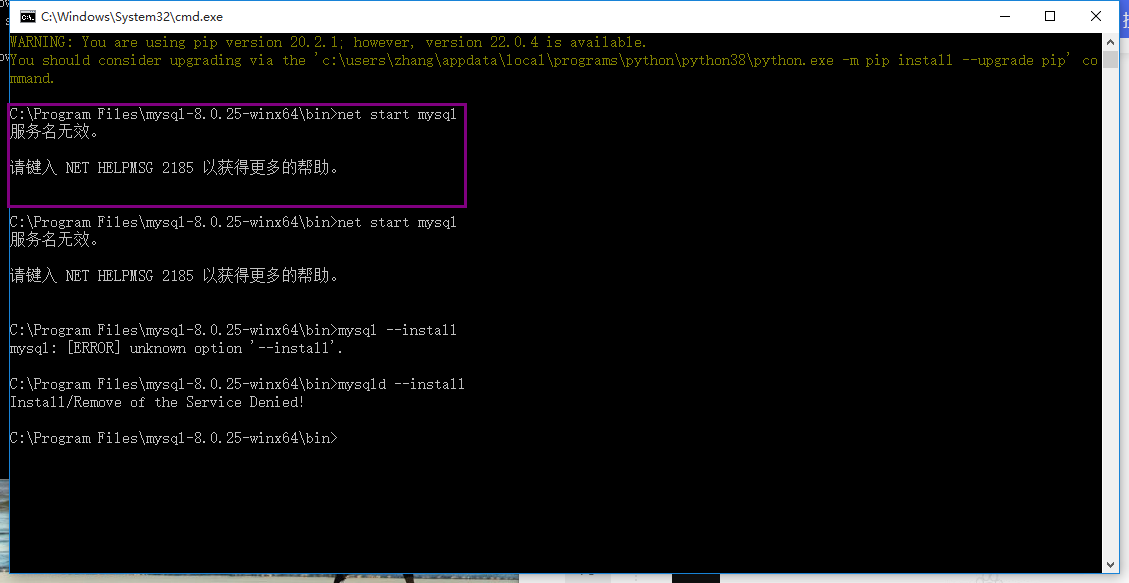 C:\Windows\System32\cmd.exe
WARNING: You are using pip version 20.2.1; however, version 22.0.4 is available.
You should consider upgrading via the 'c:\users\zhang\appdata\local\programs\python\python38\python.exe -m pip install --upgrade pip' co
mmand.
C:\Program Files\mysql-8.0.25-winx64\bin>net start mysql
服务名无效。
请键入 NET HELPMSG 2185 以获得更多的帮助。
C:\Program Files\mysql-8.0.25-winx64\bin>net start mysql
服务名无效。
请键入 NET HELPMSG 2185 以获得更多的帮助。
C:\Program Files\mysql-8.0.25-winx64\bin>mysql --install
mysql: [ERROR] unknown option '--install'.
C:\Program Files\mysql-8.0.25-winx64\bin>mysqld --install
Install/Remove of the Service Denied!
C:\Program Files\mysql-8.0.25-winx64\bin>